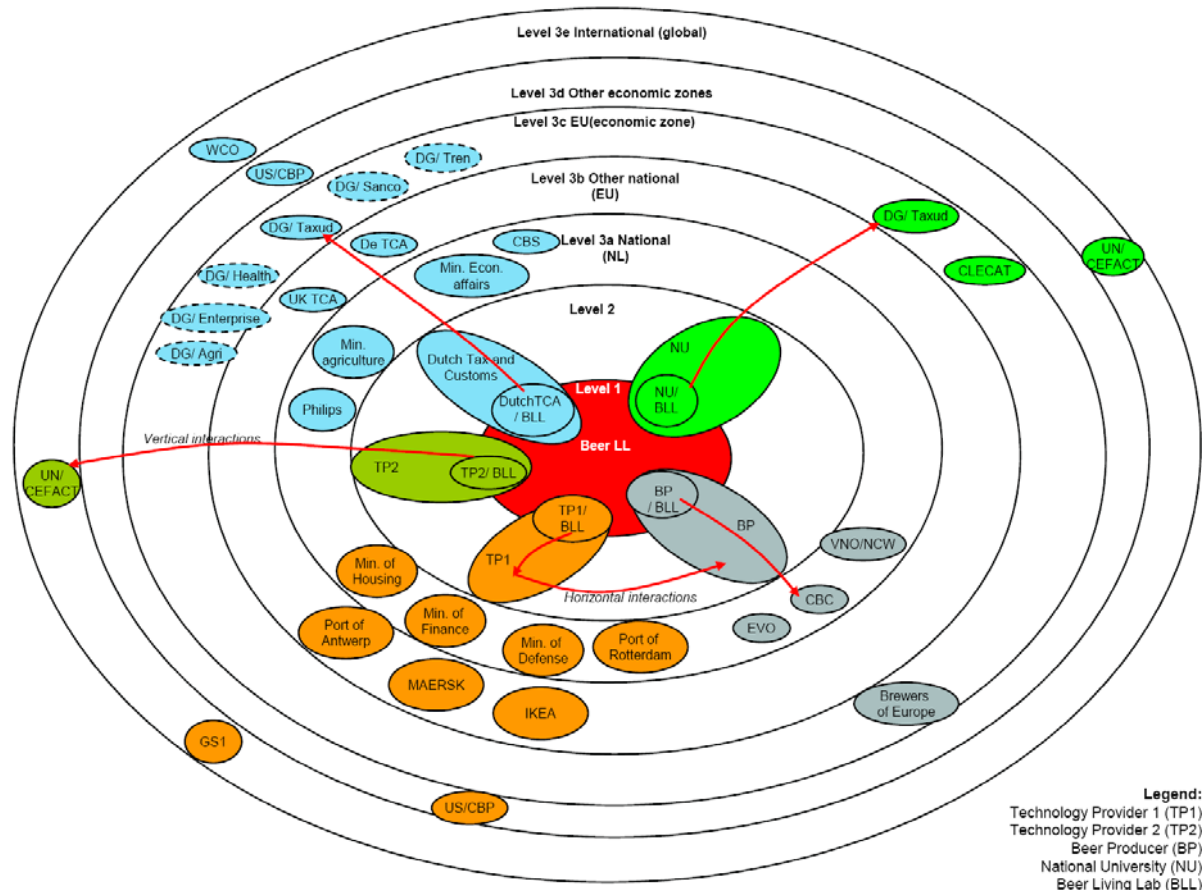 Level 3e International (global)
Level 3d Other economic zones
Level 3c EU(economic zone)
WCO
US/CBP
DG/ Tren
DG/ Sanco
Level 3b Other national
(EU)
DG/ Taxud
DG/ Taxud
De TCA
CBS
Level 3a National
(NL)
UN/
CEFACT
CLECAT
DG/ Health
Min. Econ.
affairs
UK TCA
DG/ Enterprise
Level 2
DG/ Agri
Min.
agriculture
Dutch Tax and
Customs
NU
Level 1
DutchTCA
/ BLL
NU/
BLL
Philips
Vertical interactions
Beer LL
UN/
CEFACT
TP2
TP2/ BLL
BP
/ BLL
TP1/
BLL
BP
TP1
VNO/NCW
Min. of
Housing
Horizontal interactions
CBC
Port of
Antwerp
Min. of
Finance
EVO
Min. of
Defense
Port of
Rotterdam
MAERSK
IKEA
Brewers
of Europe
GS1
US/CBP
Legend:
Technology Provider 1 (TP1)
Technology Provider 2 (TP2)
Beer Producer (BP)
National University (NU)
Beer Living Lab (BLL)